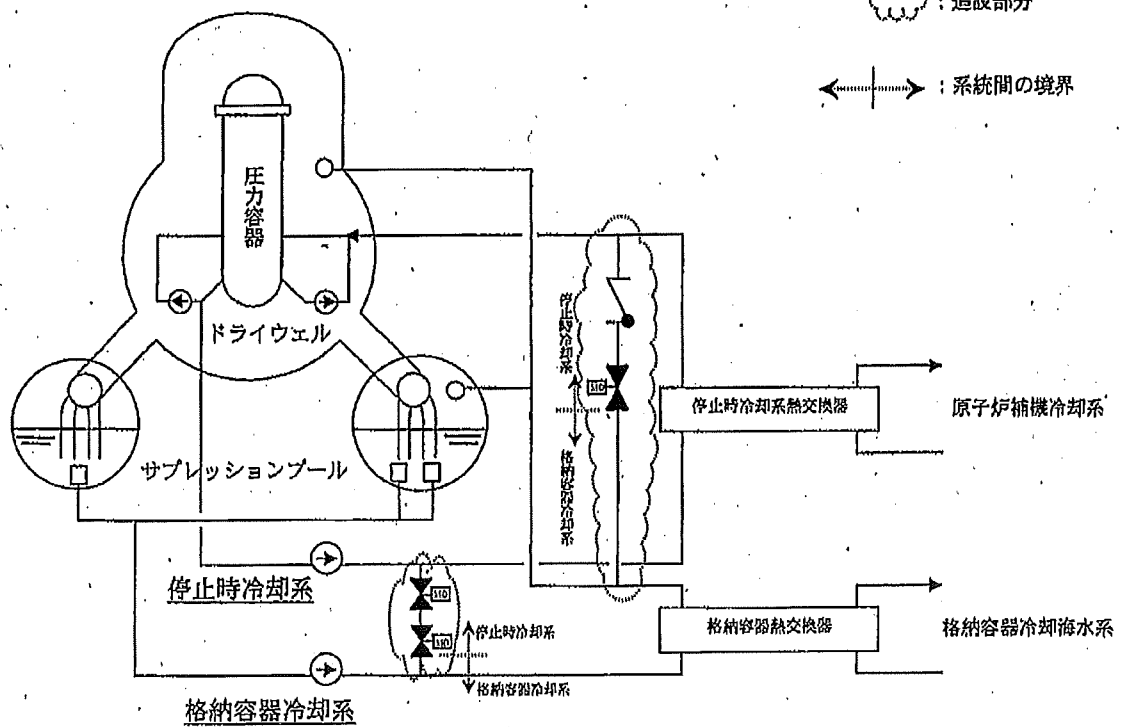 ：追設部分
：系統間の境界
圧力容器
ドライウェル
停止時冷却系
格納容器冷却系
停止時冷却系熱交換器
原子炉補機冷却系
サプレッションプール
停止時冷却系
格納容器熱交換器
格納容器冷却海水系
停止時冷却系
格納容器冷却系
格納容器冷却系